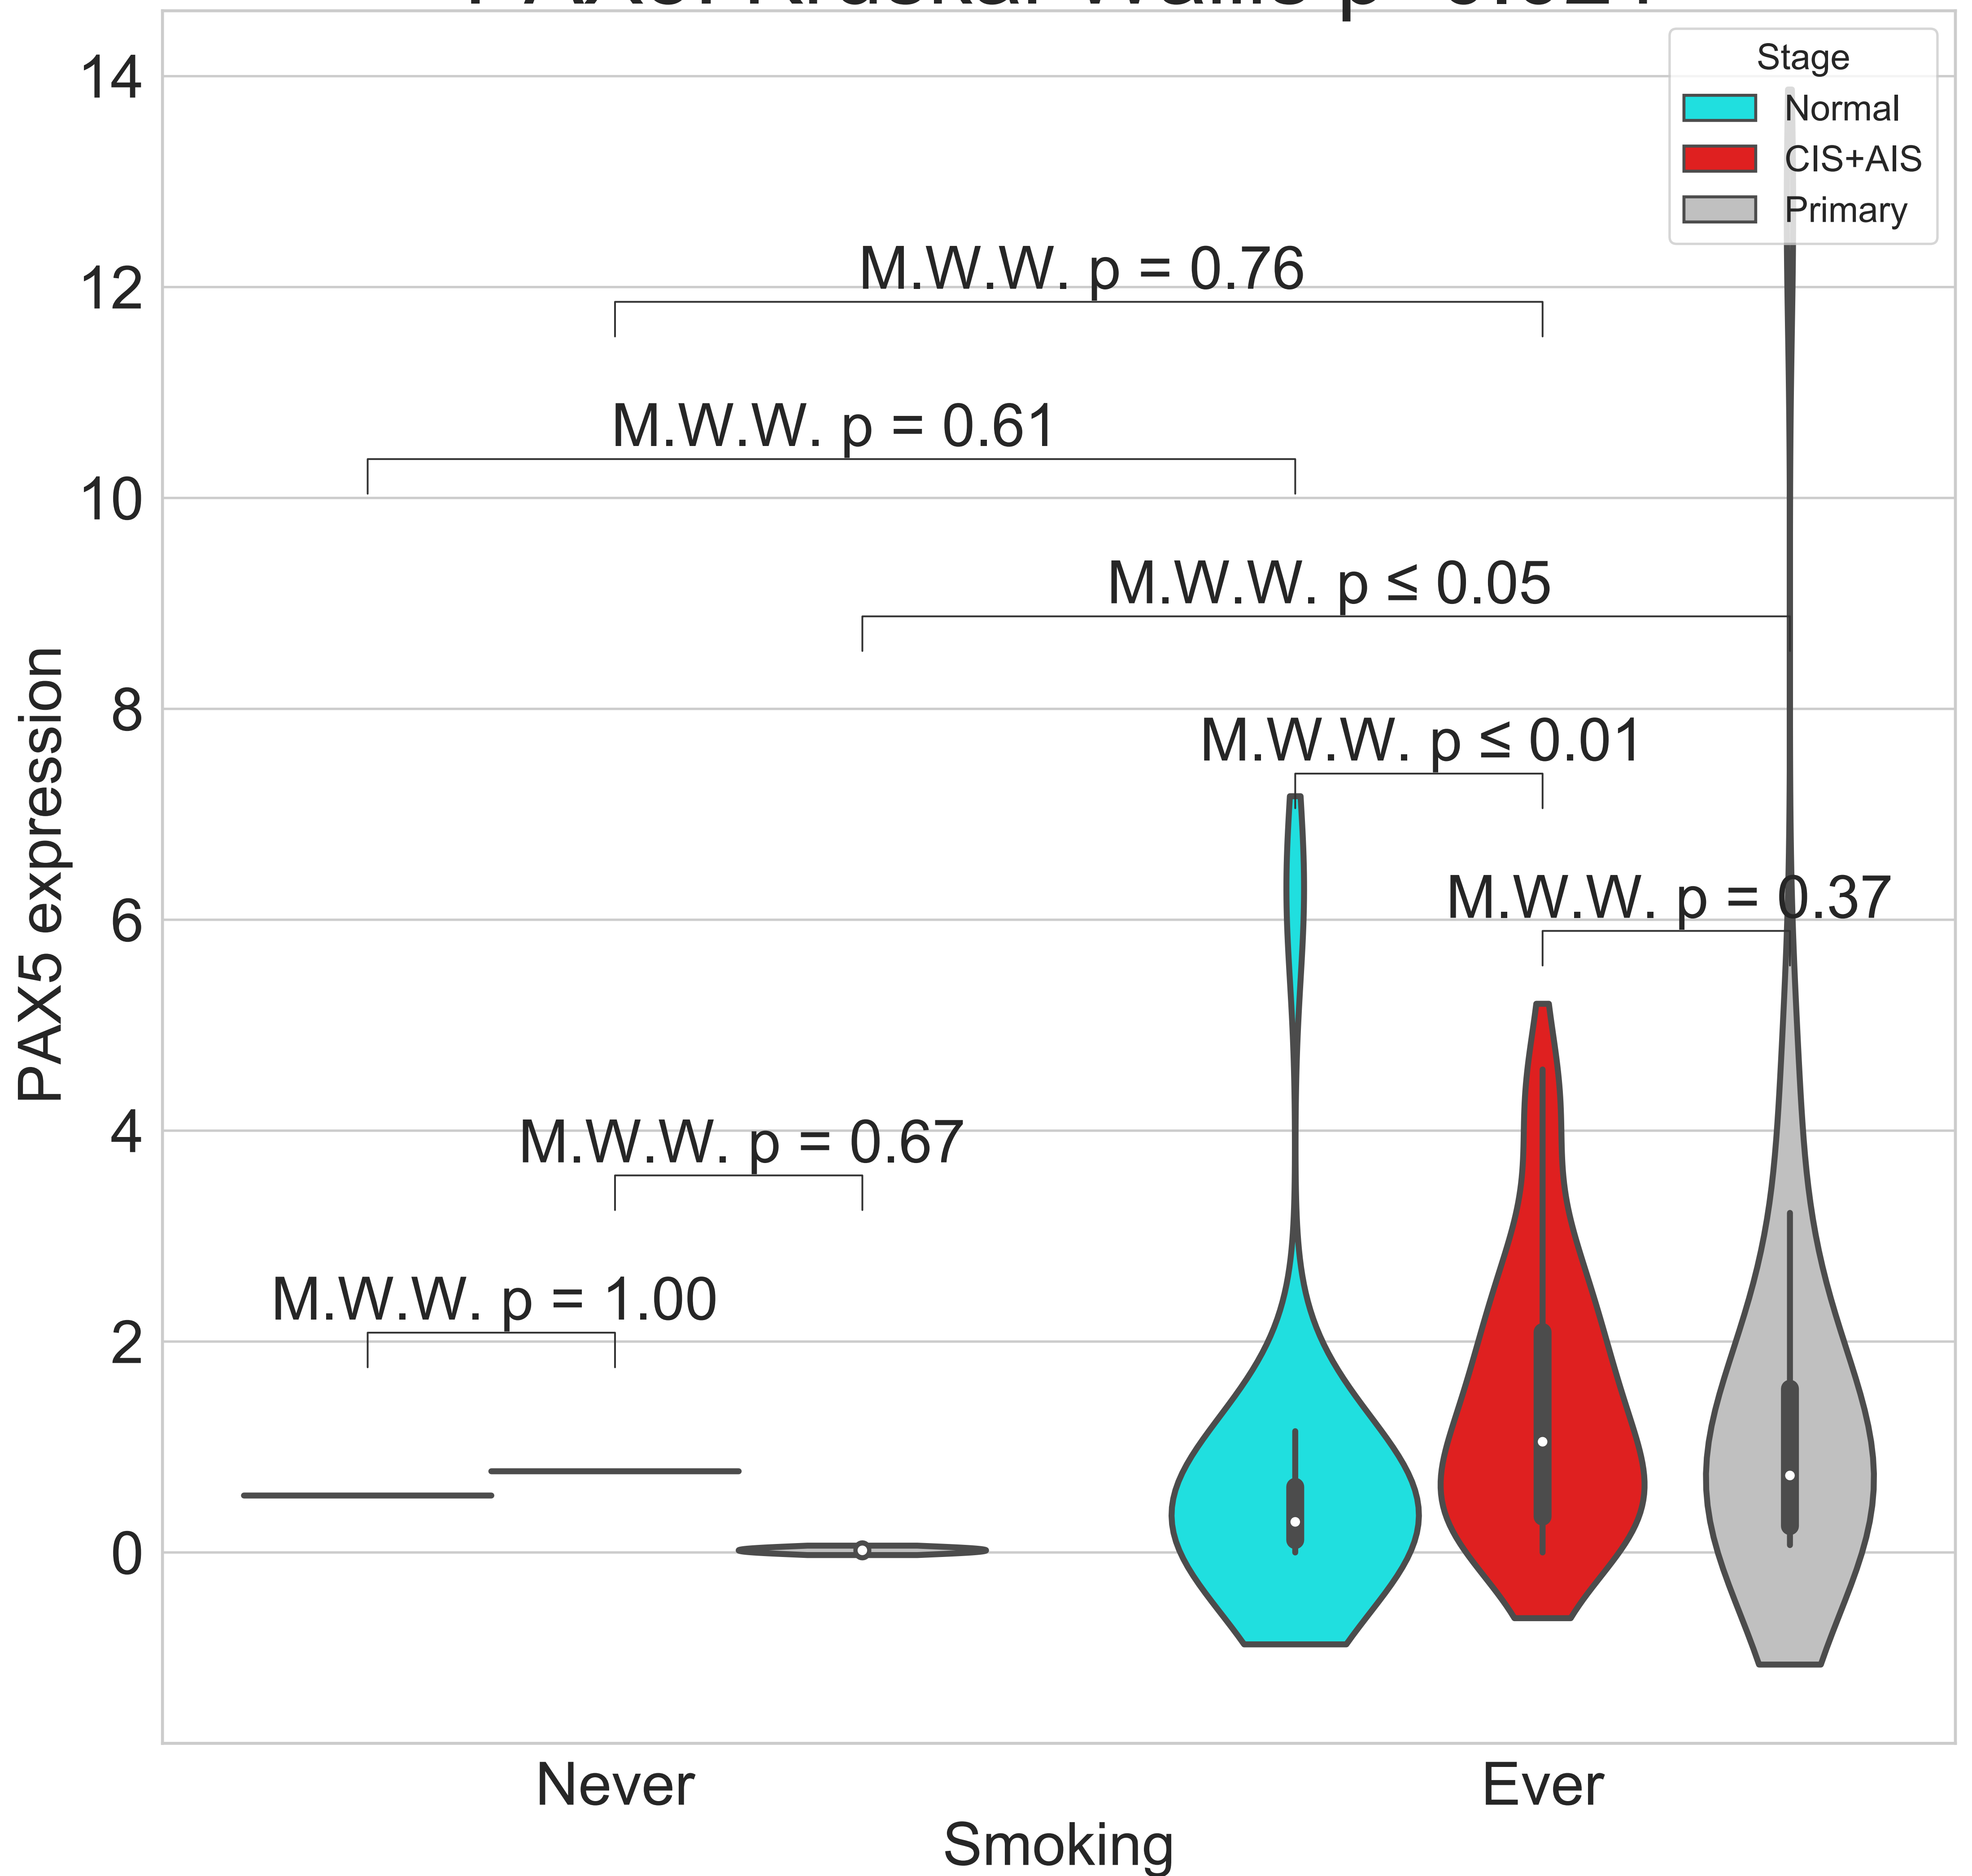 Stage
Normal
CIS+AIS
Primary
14
12
10
8
6
4
2
0
PAX5 expression
M.W.W. p = 0.76
M.W.W. p = 0.61
M.W.W. p ≤ 0.05
M.W.W. p ≤ 0.01
M.W.W. p = 0.37
M.W.W. p = 0.67
M.W.W. p = 1.00
Never
Ever
Smoking